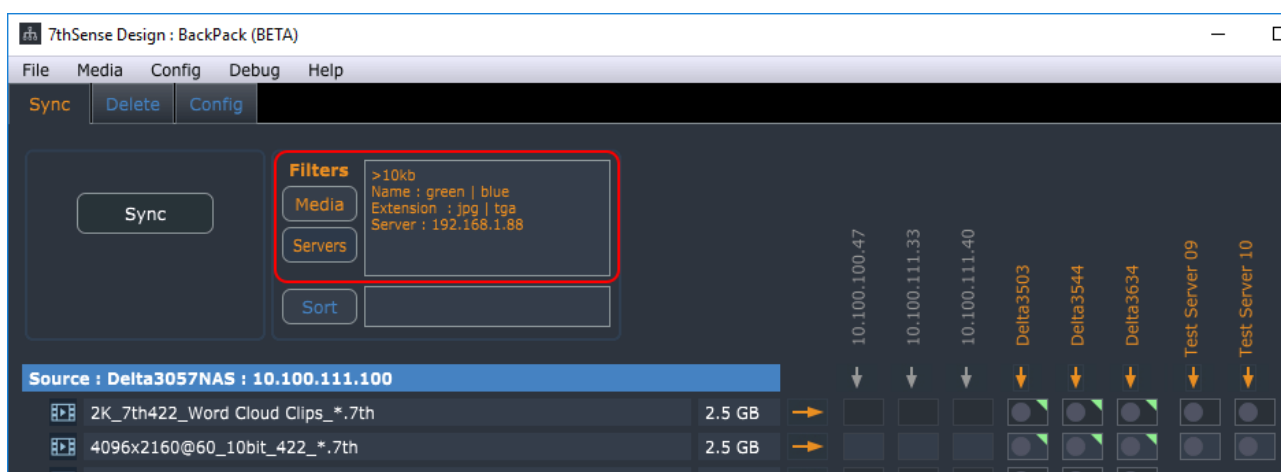 7thSense Design : BackPack (BETA)
File Media Config Debug Help
Sync Delete Config
Sync
Filters
Media
Servers
>10kb
Name : green | blue
Extension : jpg | tga
Server : 192.168.1.88
Sort
10.100.100.47
10.100.111.33
10.100.111.40
Delta3503
Delta3544
Delta3634
Test Server 09
Test Server 10
Source : Delta3057NAS : 10.100.111.100
2K_7th422_Word Cloud Clips_*.7th 2.5 GB
4096x2160@60_10bit_422_*.7th 2.5 GB